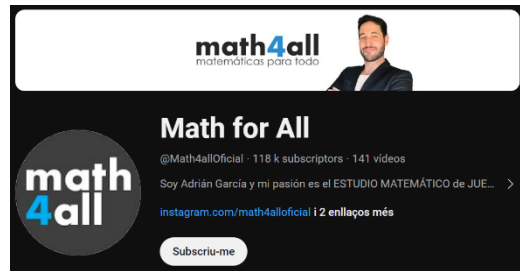 math4all
matemáticas para todo
math
4all
Math for All
@Math4allOficial · 118 k subscriptors · 141 vídeos
Soy Adrián García y mi pasión es el ESTUDIO MATEMÁTICO de JUE...
instagram.com/math4alloficial i 2 enllaços més
Subscriu-me